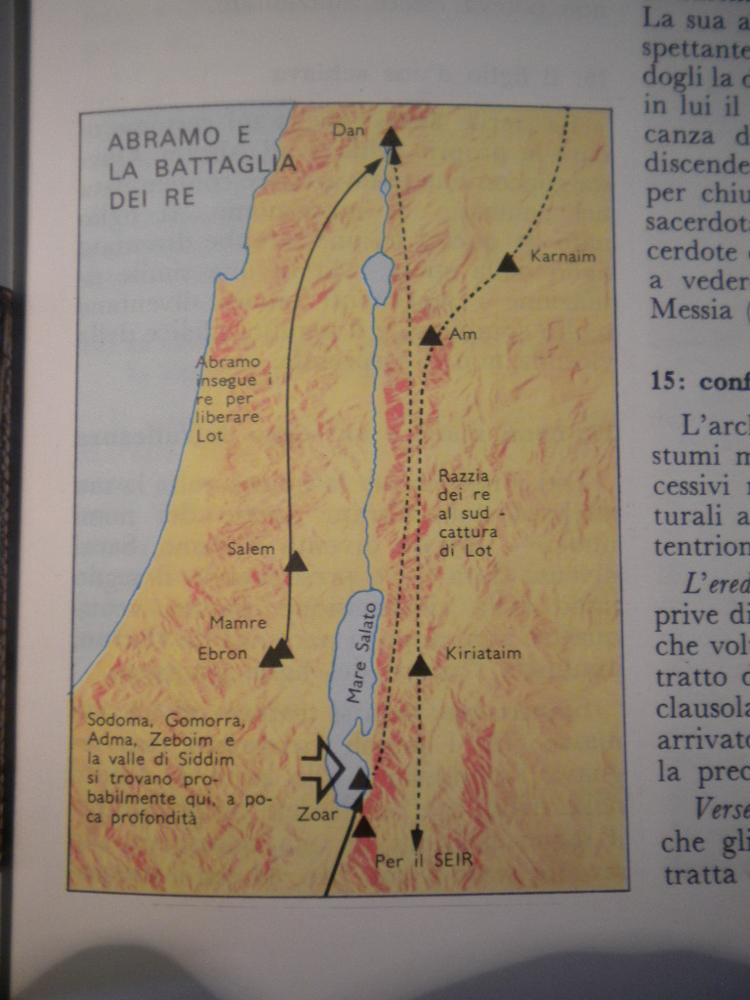 ABRAMO E
LA BATTAGLIA
DEI RE
Dan
Karnaim
Am
Abramo
insegue i
re per
liberare
Lot
Razzia
dei re
al sud -
cattura
di Lot
Salem
Mamre
Ebron
Mare Salato
Kiriataim
Sodoma, Gomorra,
Adma, Zeboim e
la valle di Siddim
si trovano pro-
babilmente qui, a po-
ca profondità
Zoar
Per il SEIR
La sua a
spettante
dogli la
in lui il
canza d
discende
per chiu
sacerdot
cerdote
a veder
Messia (
15: conf
L'arc
stumi m
cessivi
turali a
tentrion
L'ered
prive di
che vol
tratto d
clausola
arrivato
la prec
Verse
che gli
tratta